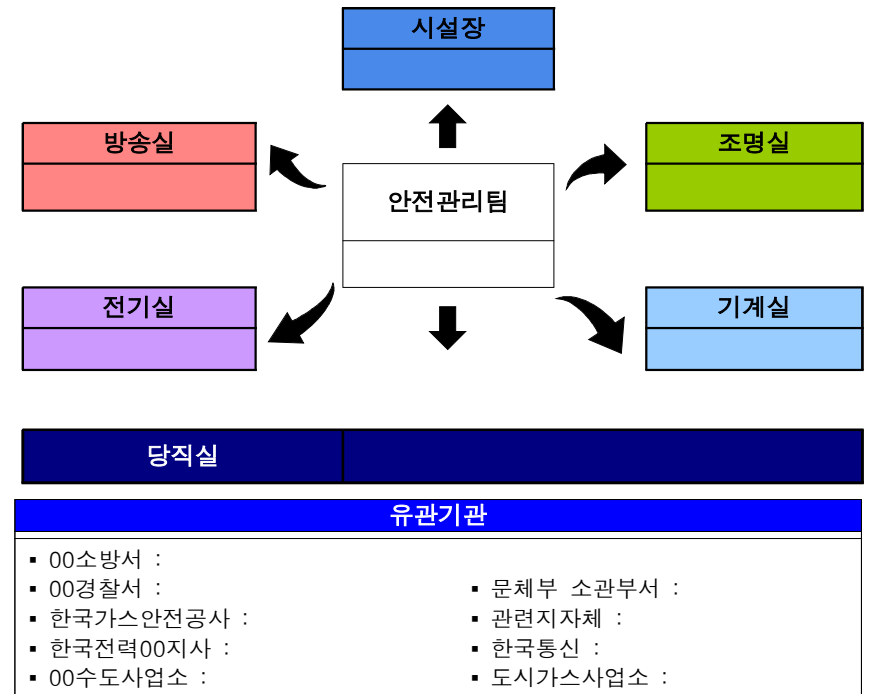 시설장
방송실
조명실
안전관리팀
전기실
기계실
당직실
유관기관
▪ 00소방서 :
▪ 00경찰서 :
▪ 문체부 소관부서 :
▪ 한국가스안전공사 :
▪ 관련지자체 :
▪ 한국전력00지사 :
▪ 한국통신 :
▪ 00수도사업소 :
▪ 도시가스사업소 :